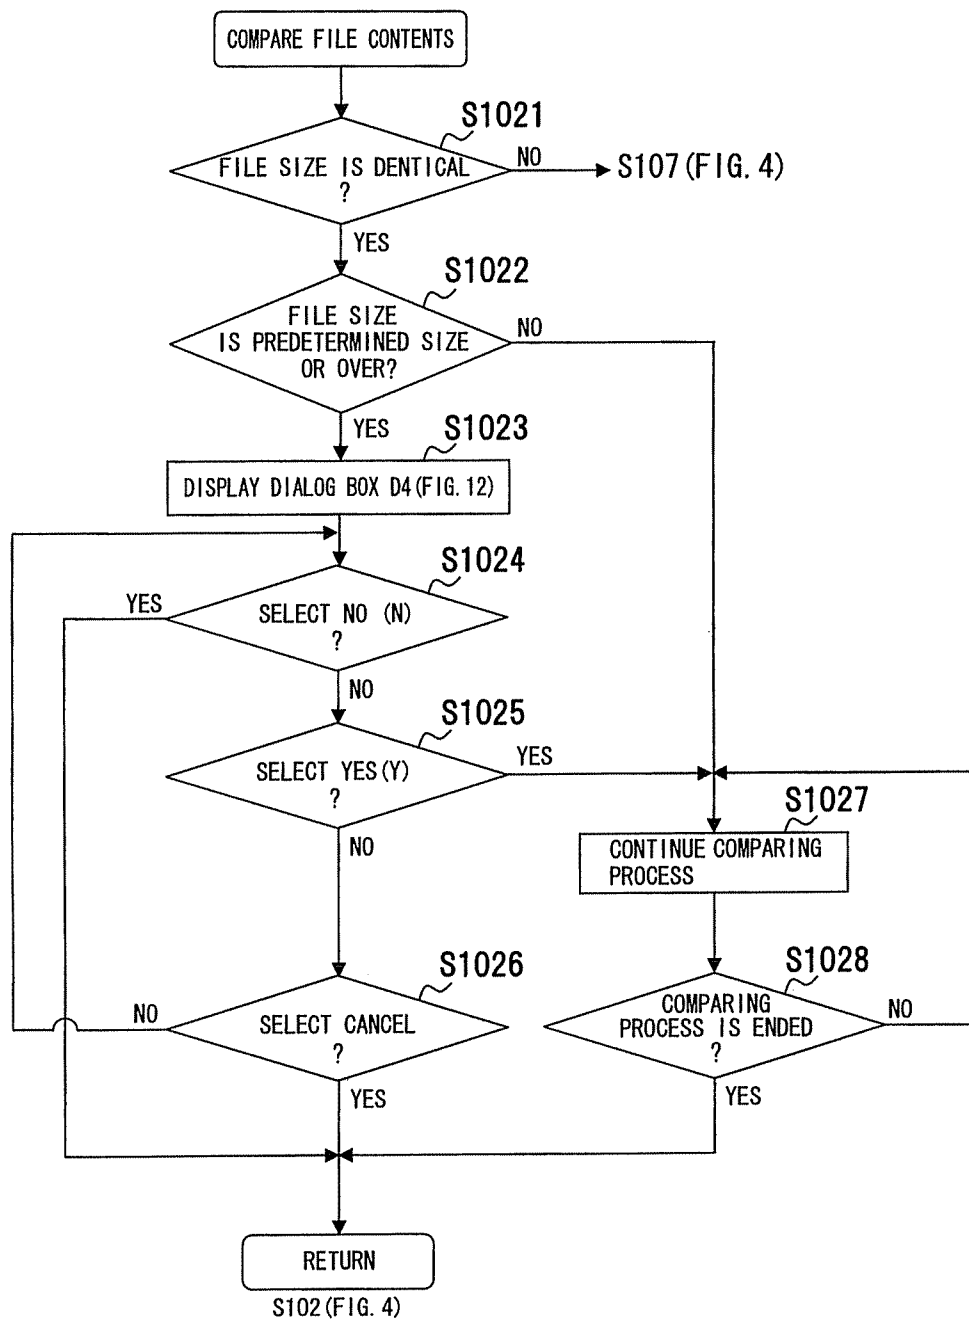 COMPARE FILE CONTENTS
S1021
FILE SIZE IS DENTICAL
?
NO
S107(FIG. 4)
YES
S1022
FILE SIZE
IS PREDETERMINED SIZE
OR OVER?
NO
YES
S1023
DISPLAY DIALOG BOX D4(FIG. 12)
S1024
YES
SELECT NO (N)
?
NO
S1025
SELECT YES(Y)
?
YES
NO
S1027
CONTINUE COMPARING
PROCESS
S1026
NO
SELECT CANCEL
?
YES
S1028
COMPARING
PROCESS IS ENDED
?
NO
YES
RETURN
S102(FIG. 4)